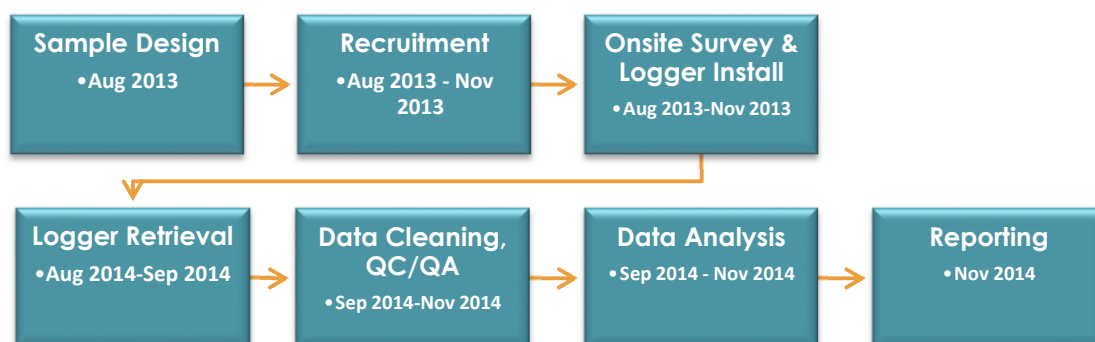 Sample Design
•Aug 2013
Recruitment
•Aug 2013 - Nov
2013
Onsite Survey &
Logger Install
•Aug 2013-Nov 2013
Logger Retrieval
•Aug 2014-Sep 2014
Data Cleaning,
QC/QA
•Sep 2014-Nov 2014
Data Analysis
•Sep 2014 - Nov 2014
Reporting
•Nov 2014